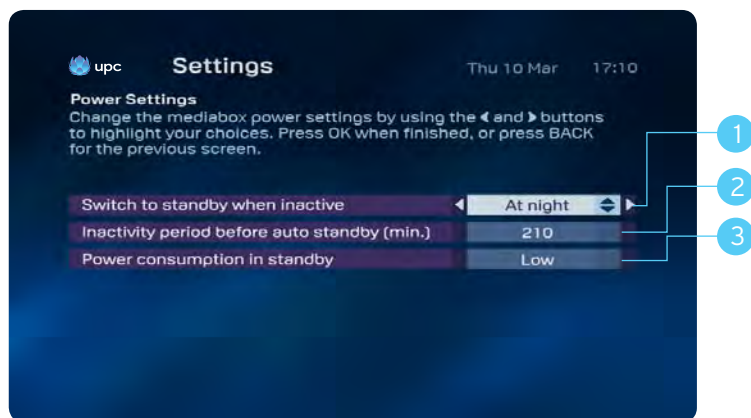 upc Settings Thu 10 Mar 17:10
Power Settings
Change the mediabox power settings by using the ◀ and ▶ buttons
to highlight your choices. Press OK when finished, or press BACK
for the previous screen.
Switch to standby when inactive At night
1
Inactivity period before auto standby (min.) 210
2
Power consumption in standby Low
3